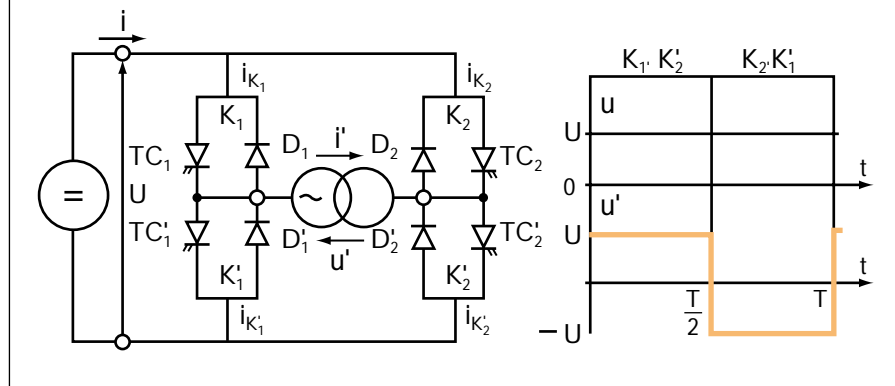 i
i_K₁
i_K₂
K₁
K₂
TC₁
D₁
i'
D₂
TC₂
=
U
~
TC'₁
D'₁
u'
D'₂
TC'₂
K'₁
K'₂
i_K'₁
i_K'₂
K₁, K'₂
K₂, K'₁
u
U
t
0
u'
U
t
T/2
T
– U